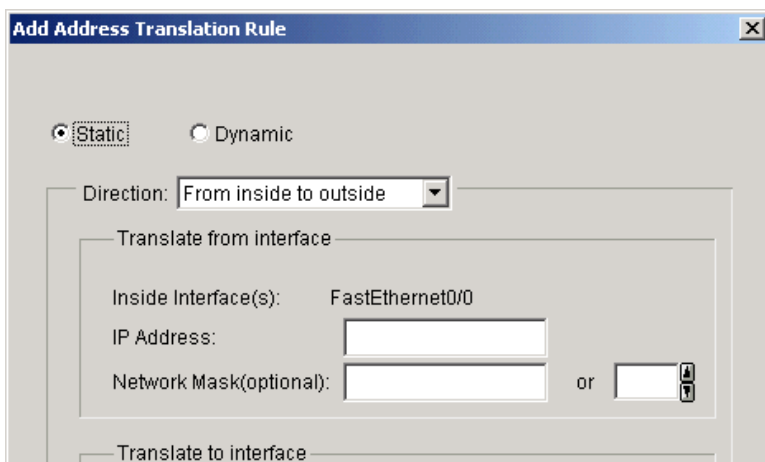 Add Address Translation Rule
Static Dynamic
Direction: From inside to outside
Translate from interface
Inside Interface(s): FastEthernet0/0
IP Address:
Network Mask(optional): or
Translate to interface